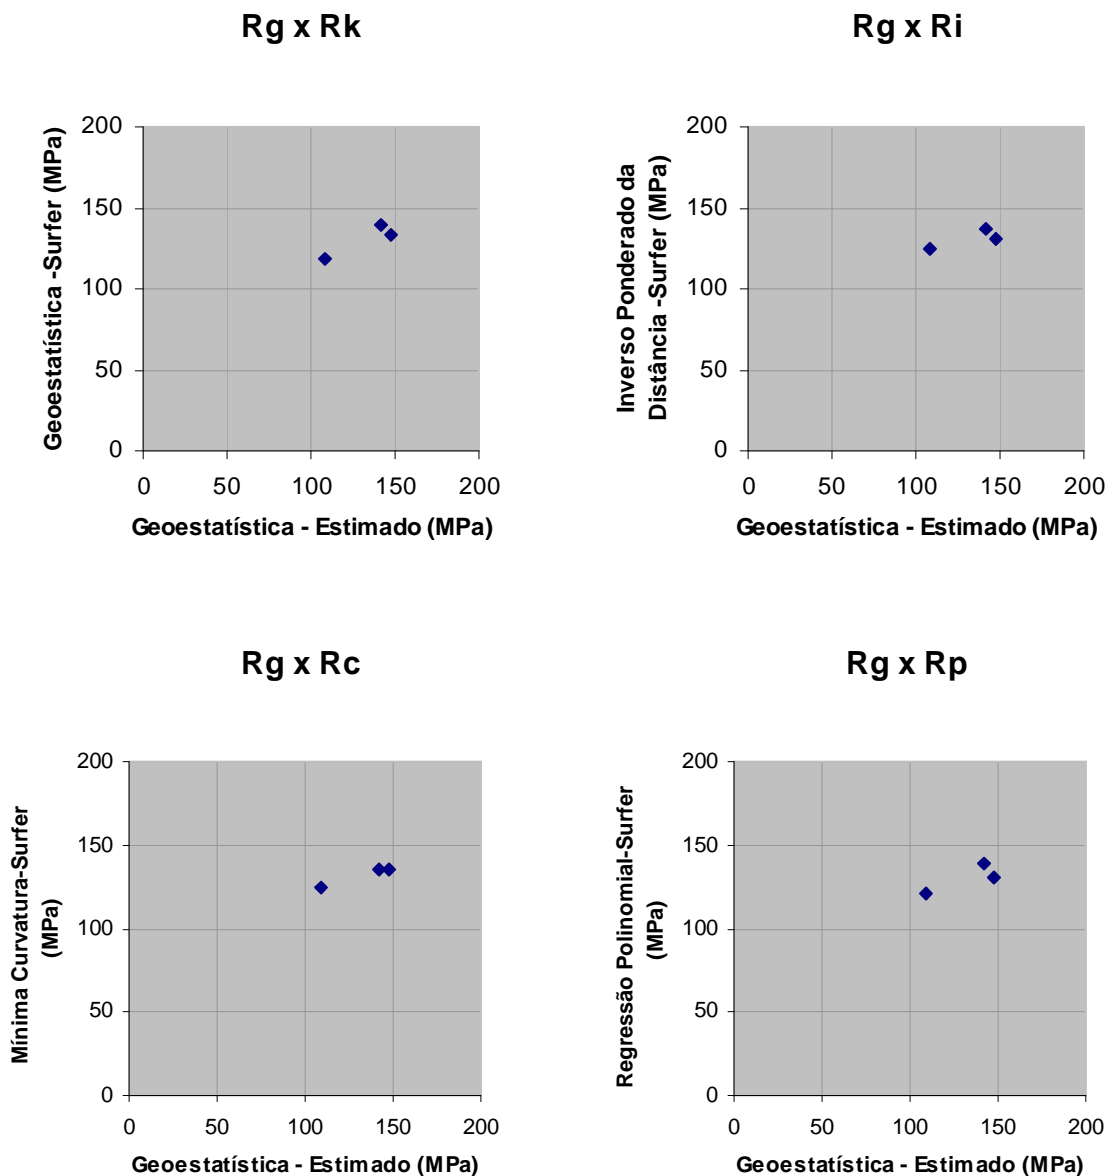 Rg x Rk
Geoestatística -Surfer (MPa)
200
150
100
50
0
0 50 100 150 200
Geoestatística - Estimado (MPa)
Rg x Ri
Inverso Ponderado da
Distância -Surfer (MPa)
200
150
100
50
0
0 50 100 150 200
Geoestatística - Estimado (MPa)
Rg x Rc
Mínima Curvatura-Surfer
(MPa)
200
150
100
50
0
0 50 100 150 200
Geoestatística - Estimado (MPa)
Rg x Rp
Regressão Polinomial-Surfer
(MPa)
200
150
100
50
0
0 50 100 150 200
Geoestatística - Estimado (MPa)